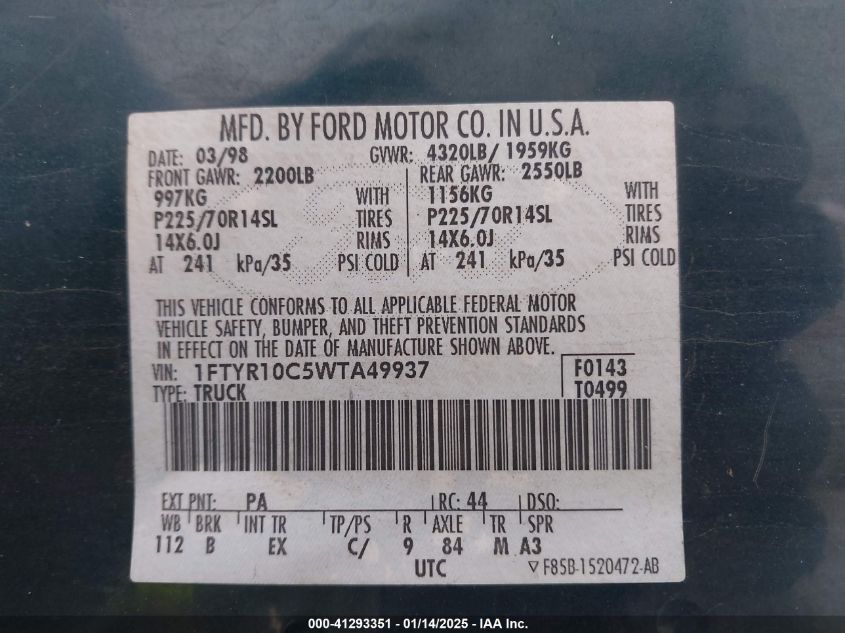 MFD. BY FORD MOTOR CO. IN U.S.A.
DATE: 03/98 GVWR: 4320LB/ 1959KG
FRONT GAWR: 2200LB REAR GAWR: 2550LB
997KG WITH 1156KG WITH
P225/70R14SL TIRES P225/70R14SL TIRES
14X6.0J RIMS 14X6.0J RIMS
AT 241 kPa/35 PSI COLD AT 241 kPa/35 PSI COLD
THIS VEHICLE CONFORMS TO ALL APPLICABLE FEDERAL MOTOR
VEHICLE SAFETY, BUMPER, AND THEFT PREVENTION STANDARDS
IN EFFECT ON THE DATE OF MANUFACTURE SHOWN ABOVE.
VIN: 1FTYR10C5WTA49937 F0143
TYPE: TRUCK T0499
EXT PNT: PA RC: 44 DSO:
WB BRK INT TR TP/PS R AXLE TR SPR
112 B EX C/ 9 84 M A3
UTC ▽F85B-1520472-AB
000-41293351 - 01/14/2025 - IAA Inc.